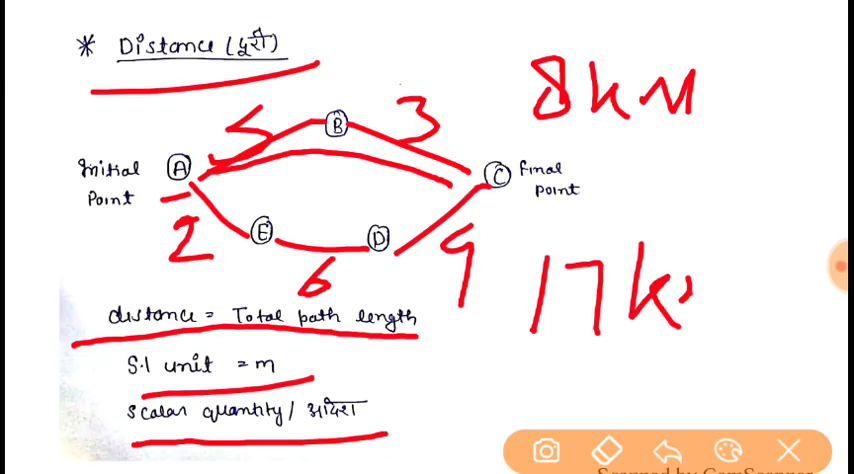 * Distance (दूरी)
8KM
5 B 3
Initial A
Point
C Final
point
2 E D
6 9
17k
distance = Total path length
S.I unit = m
scalar quantity / अदिश